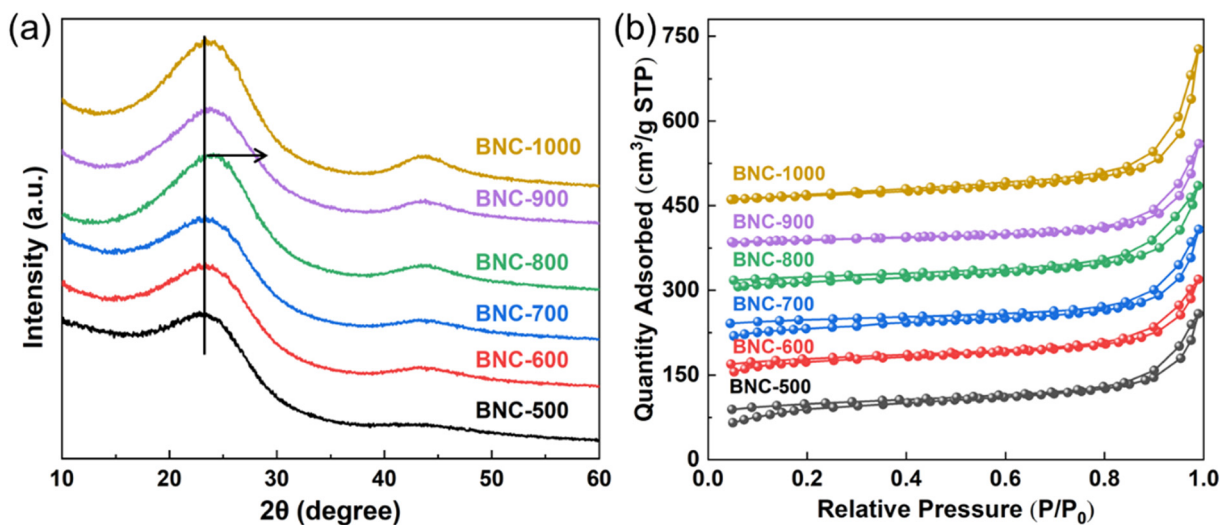 (a)
Intensity (a.u.)
BNC-1000
BNC-900
BNC-800
BNC-700
BNC-600
BNC-500
10 20 30 40 50 60
2θ (degree)
(b)
Quantity Adsorbed (cm³/g STP)
750
600
450
300
150
0
BNC-1000
BNC-900
BNC-800
BNC-700
BNC-600
BNC-500
0.0 0.2 0.4 0.6 0.8 1.0
Relative Pressure (P/P₀)